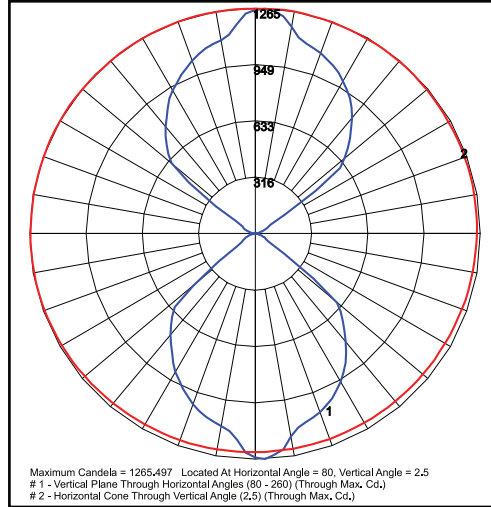 1265
949
633
316
2
1
Maximum Candela = 1265.497 Located At Horizontal Angle = 80, Vertical Angle = 2.5
# 1 - Vertical Plane Through Horizontal Angles (80 - 260) (Through Max. Cd.)
# 2 - Horizontal Cone Through Vertical Angle (2.5) (Through Max. Cd.)